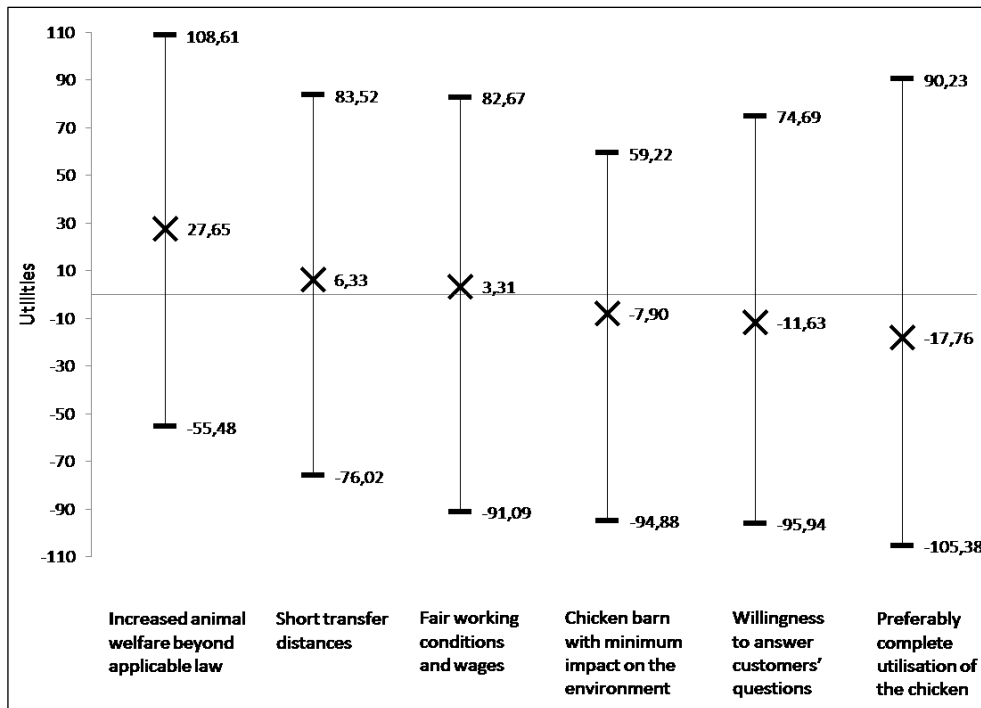 110
90
70
50
30
10
-10
-30
-50
-70
-90
-110
Utilities
108,61
27,65
-55,48
83,52
6,33
-76,02
82,67
3,31
-91,09
59,22
-7,90
-94,88
74,69
-11,63
-95,94
90,23
-17,76
-105,38
Increased animal
welfare beyond
applicable law
Short transfer
distances
Fair working
conditions
and wages
Chicken barn
with minimum
impact on the
environment
Willingness
to answer
customers'
questions
Preferably
complete
utilisation of
the chicken